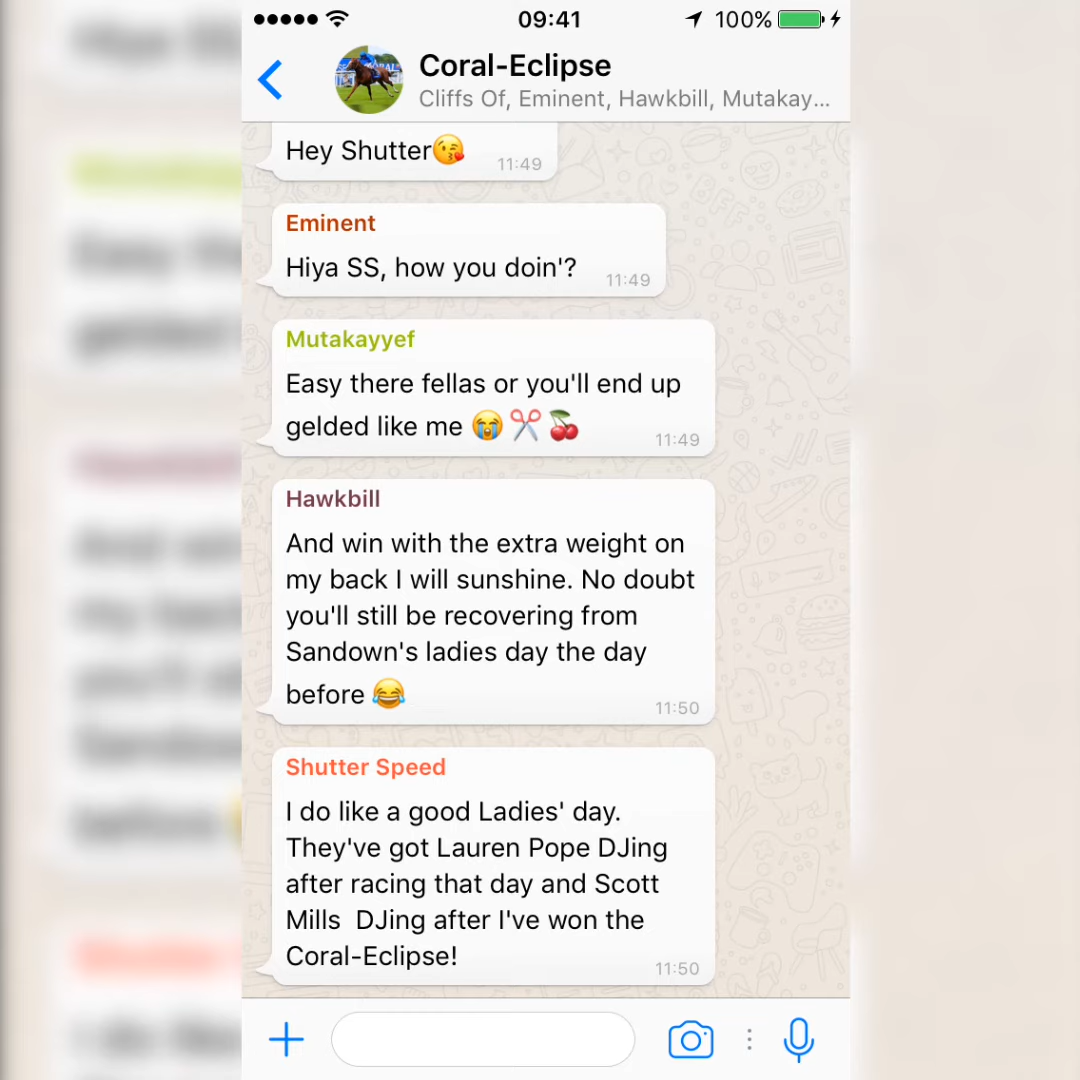 09:41
100%
Coral-Eclipse
Cliffs Of, Eminent, Hawkbill, Mutakay...
Hey Shutter😘
11:49
Eminent
Hiya SS, how you doin'?
11:49
Mutakayyef
Easy there fellas or you'll end up
gelded like me 😭✂️🍒
11:49
Hawkbill
And win with the extra weight on
my back I will sunshine. No doubt
you'll still be recovering from
Sandown's ladies day the day
before 😂
11:50
Shutter Speed
I do like a good Ladies' day.
They've got Lauren Pope DJing
after racing that day and Scott
Mills  DJing after I've won the
Coral-Eclipse!
11:50